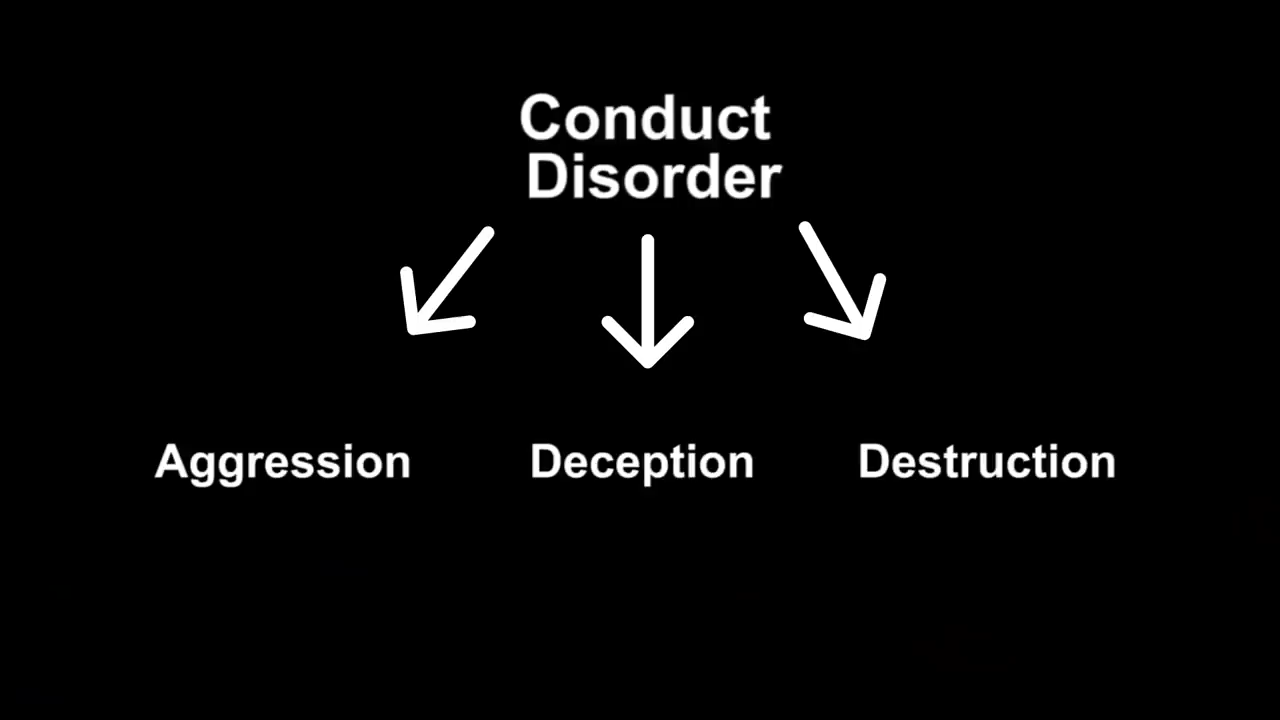 Conduct
Disorder
Aggression
Deception
Destruction